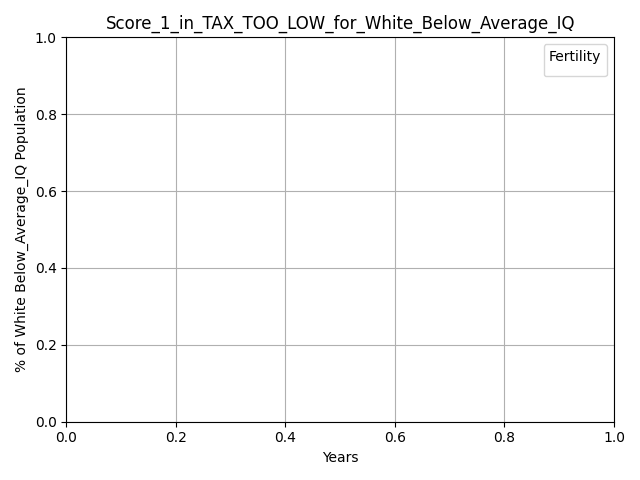 Score_1_in_TAX_TOO_LOW_for_White_Below_Average_IQ
Fertility
% of White Below_Average_IQ Population
1.0
0.8
0.6
0.4
0.2
0.0
0.0 0.2 0.4 0.6 0.8 1.0
Years